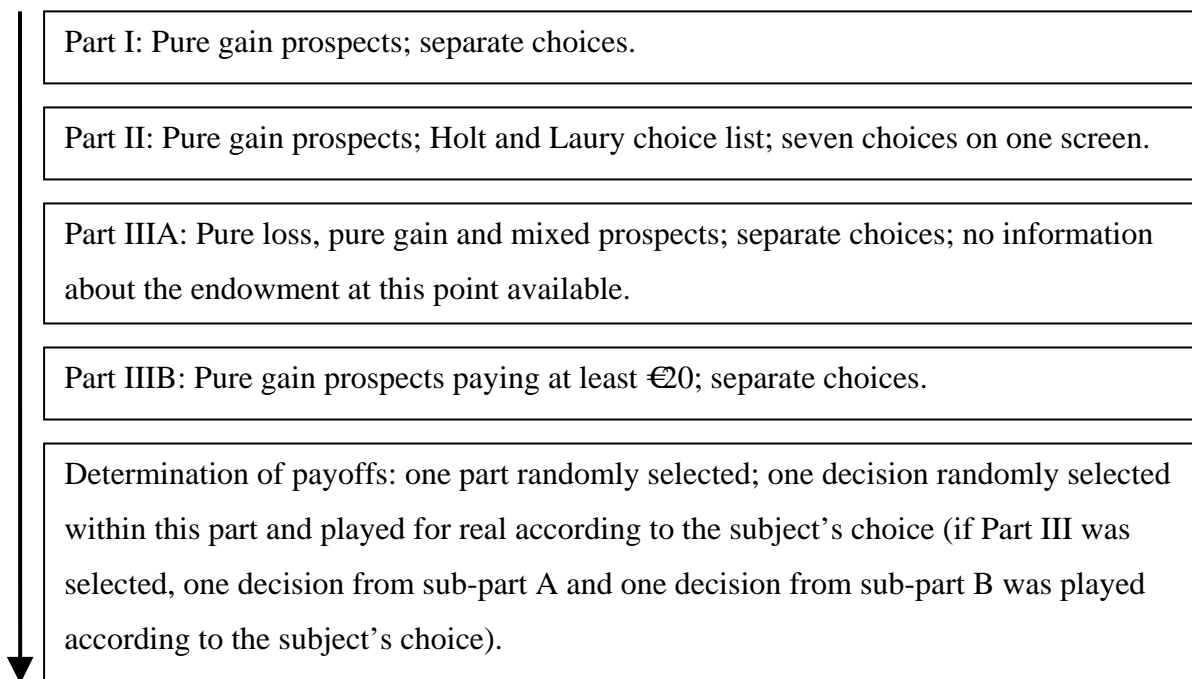 Part I: Pure gain prospects; separate choices.
Part II: Pure gain prospects; Holt and Laury choice list; seven choices on one screen.
Part IIIA: Pure loss, pure gain and mixed prospects; separate choices; no information
about the endowment at this point available.
Part IIIB: Pure gain prospects paying at least €20; separate choices.
Determination of payoffs: one part randomly selected; one decision randomly selected
within this part and played for real according to the subject’s choice (if Part III was
selected, one decision from sub-part A and one decision from sub-part B was played
according to the subject’s choice).